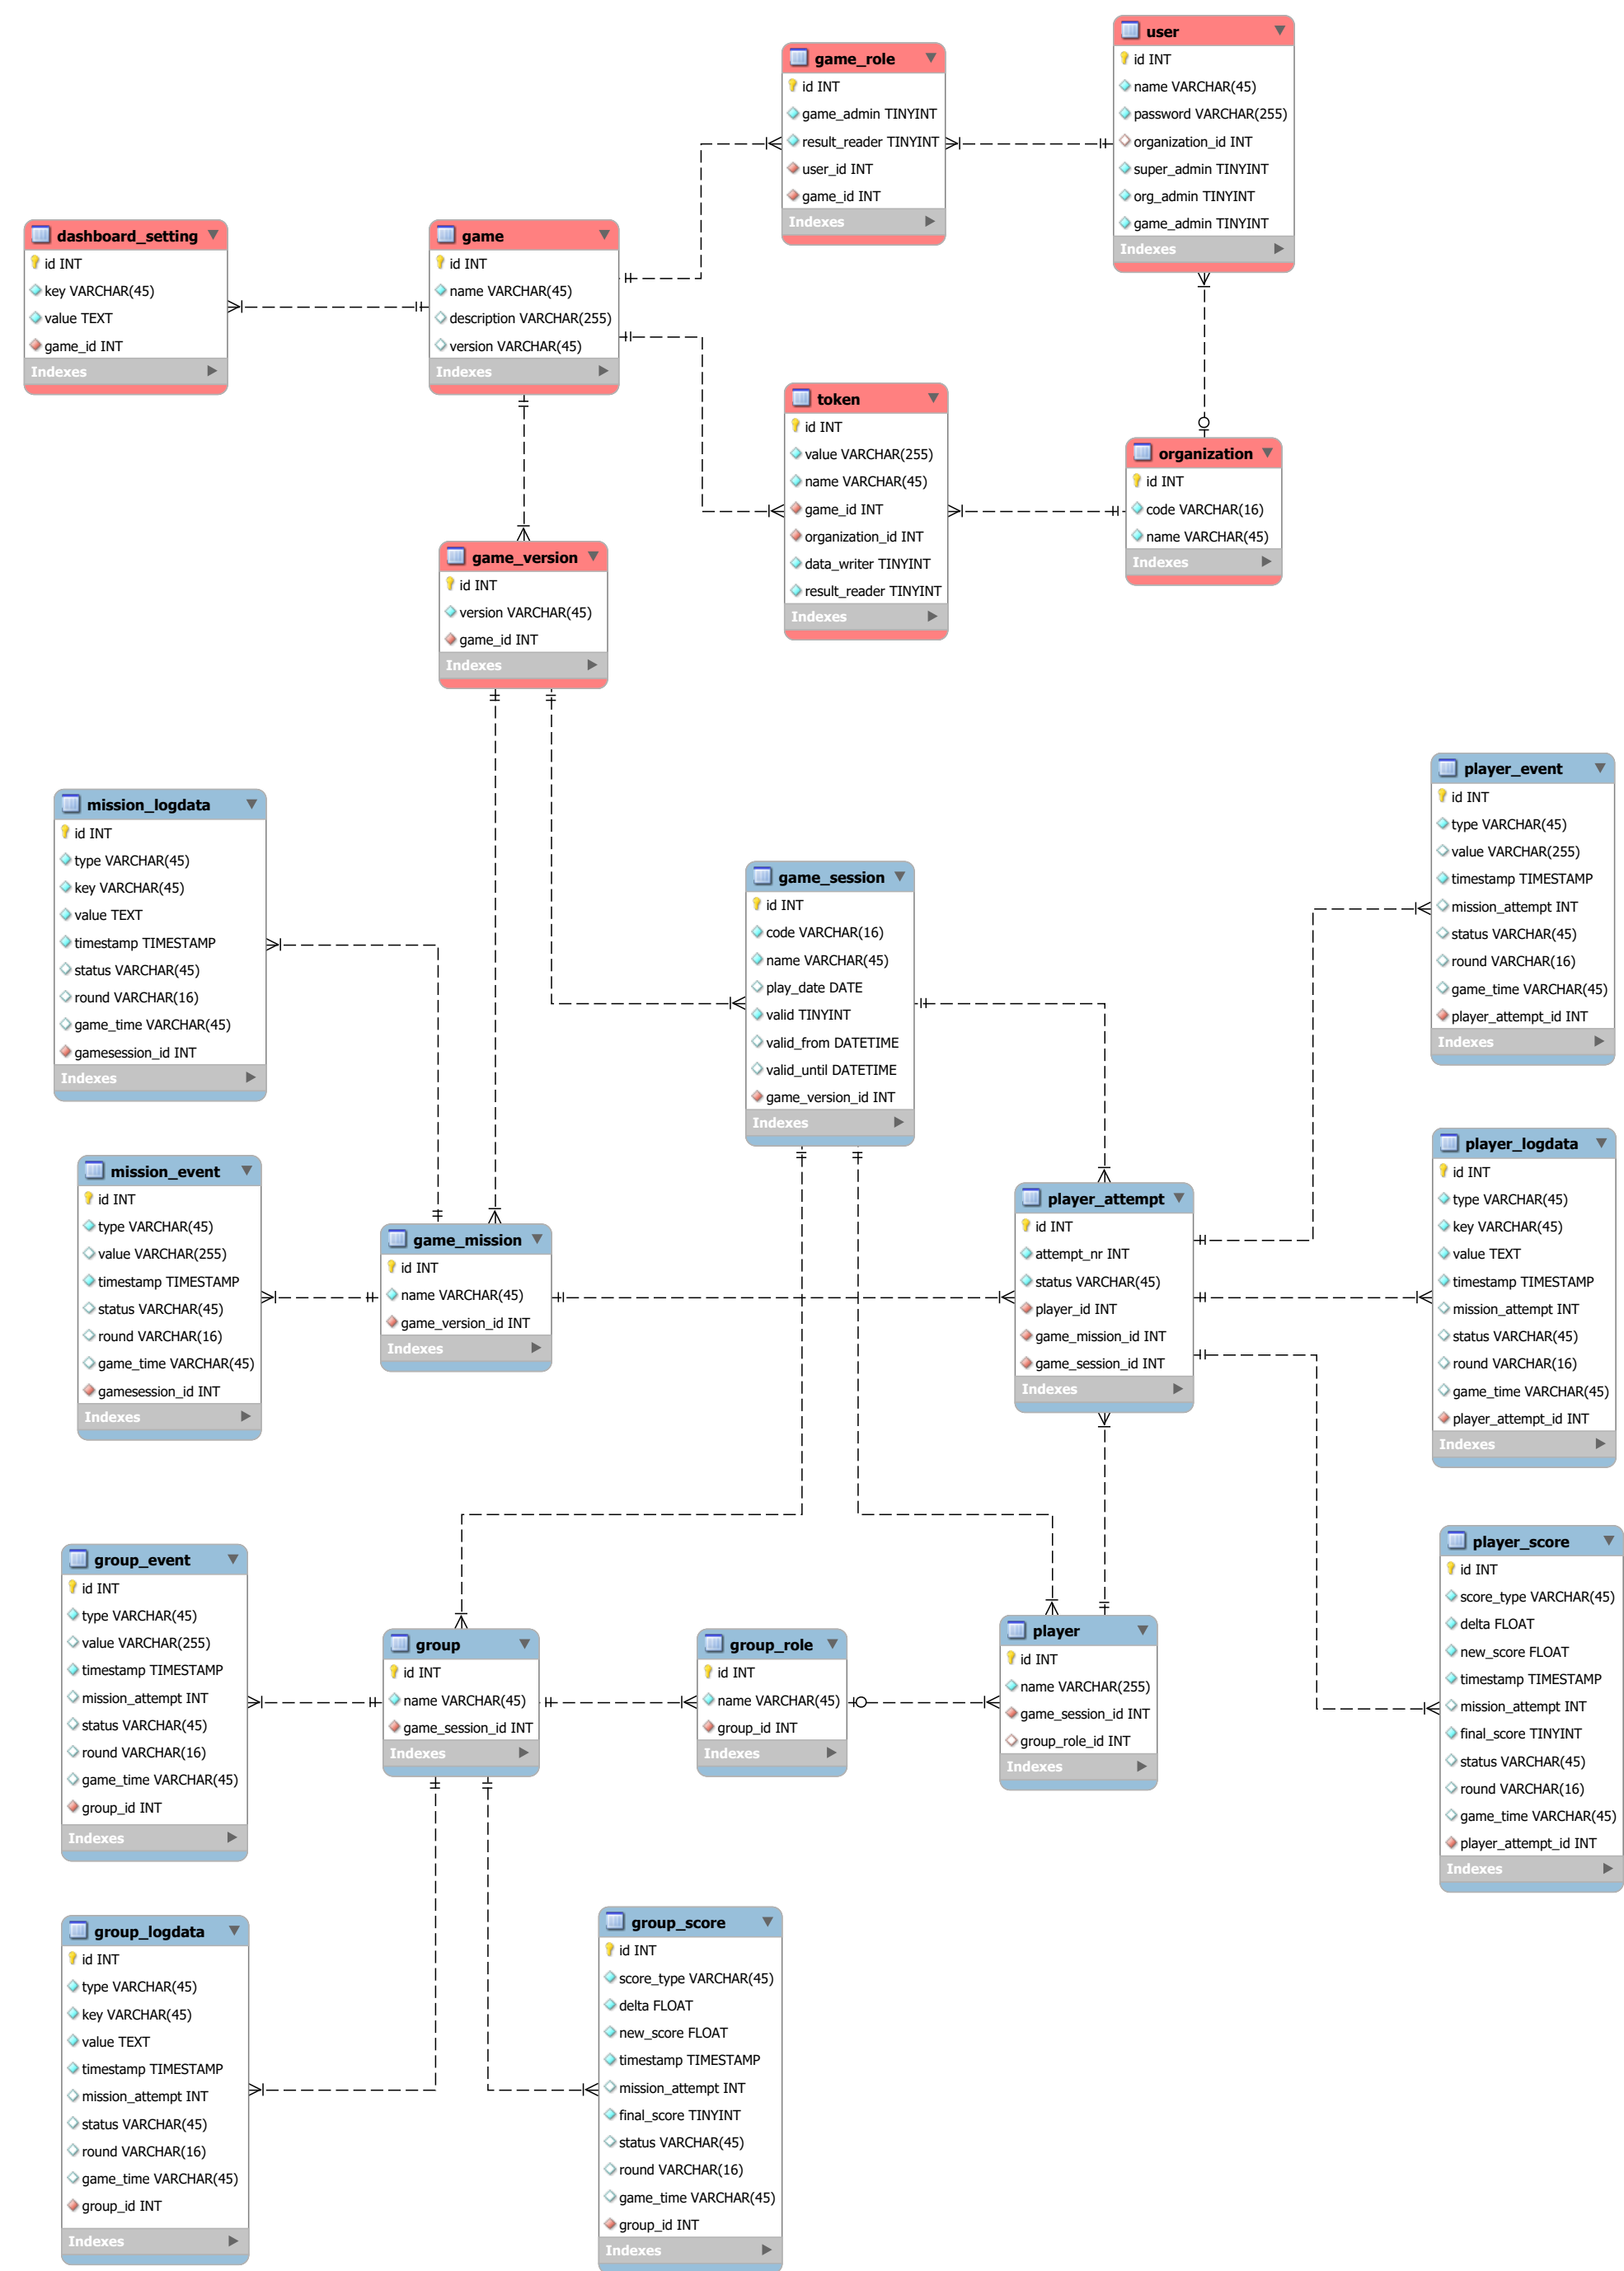 user
id INT
name VARCHAR(45)
password VARCHAR(255)
organization_id INT
super_admin TINYINT
org_admin TINYINT
game_admin TINYINT
Indexes
game_role
id INT
game_admin TINYINT
result_reader TINYINT
user_id INT
game_id INT
Indexes
dashboard_setting
id INT
key VARCHAR(45)
value TEXT
game_id INT
Indexes
game
id INT
name VARCHAR(45)
description VARCHAR(255)
version VARCHAR(45)
Indexes
token
id INT
value VARCHAR(255)
name VARCHAR(45)
game_id INT
organization_id INT
data_writer TINYINT
result_reader TINYINT
Indexes
organization
id INT
code VARCHAR(16)
name VARCHAR(45)
Indexes
game_version
id INT
version VARCHAR(45)
game_id INT
Indexes
player_event
id INT
type VARCHAR(45)
value VARCHAR(255)
timestamp TIMESTAMP
mission_attempt INT
status VARCHAR(45)
round VARCHAR(16)
game_time VARCHAR(45)
player_attempt_id INT
Indexes
mission_logdata
id INT
type VARCHAR(45)
key VARCHAR(45)
value TEXT
timestamp TIMESTAMP
status VARCHAR(45)
round VARCHAR(16)
game_time VARCHAR(45)
gamesession_id INT
Indexes
game_session
id INT
code VARCHAR(16)
name VARCHAR(45)
play_date DATE
valid TINYINT
valid_from DATETIME
valid_until DATETIME
game_version_id INT
Indexes
player_logdata
id INT
type VARCHAR(45)
key VARCHAR(45)
value TEXT
timestamp TIMESTAMP
mission_attempt INT
status VARCHAR(45)
round VARCHAR(16)
game_time VARCHAR(45)
player_attempt_id INT
Indexes
mission_event
id INT
type VARCHAR(45)
value VARCHAR(255)
timestamp TIMESTAMP
status VARCHAR(45)
round VARCHAR(16)
game_time VARCHAR(45)
gamesession_id INT
Indexes
game_mission
id INT
name VARCHAR(45)
game_version_id INT
Indexes
player_attempt
id INT
attempt_nr INT
status VARCHAR(45)
player_id INT
game_mission_id INT
game_session_id INT
Indexes
player_score
id INT
score_type VARCHAR(45)
delta FLOAT
new_score FLOAT
timestamp TIMESTAMP
mission_attempt INT
final_score TINYINT
status VARCHAR(45)
round VARCHAR(16)
game_time VARCHAR(45)
player_attempt_id INT
Indexes
group_event
id INT
type VARCHAR(45)
value VARCHAR(255)
timestamp TIMESTAMP
mission_attempt INT
status VARCHAR(45)
round VARCHAR(16)
game_time VARCHAR(45)
group_id INT
Indexes
group
id INT
name VARCHAR(45)
game_session_id INT
Indexes
group_role
id INT
name VARCHAR(45)
group_id INT
Indexes
player
id INT
name VARCHAR(255)
game_session_id INT
group_role_id INT
Indexes
group_logdata
id INT
type VARCHAR(45)
key VARCHAR(45)
value TEXT
timestamp TIMESTAMP
mission_attempt INT
status VARCHAR(45)
round VARCHAR(16)
game_time VARCHAR(45)
group_id INT
Indexes
group_score
id INT
score_type VARCHAR(45)
delta FLOAT
new_score FLOAT
timestamp TIMESTAMP
mission_attempt INT
final_score TINYINT
status VARCHAR(45)
round VARCHAR(16)
game_time VARCHAR(45)
group_id INT
Indexes